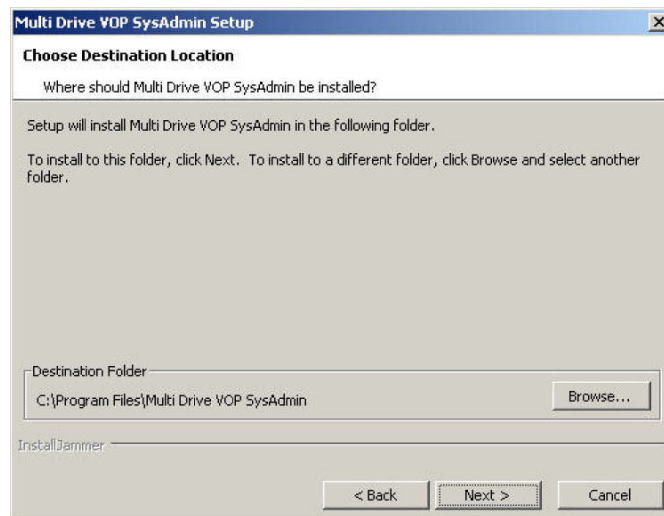 Multi Drive VOP SysAdmin Setup
Choose Destination Location
Where should Multi Drive VOP SysAdmin be installed?
Setup will install Multi Drive VOP SysAdmin in the following folder.
To install to this folder, click Next. To install to a different folder, click Browse and select another
folder.
Destination Folder
C:\Program Files\Multi Drive VOP SysAdmin
Browse...
InstallJammer
< Back
Next >
Cancel